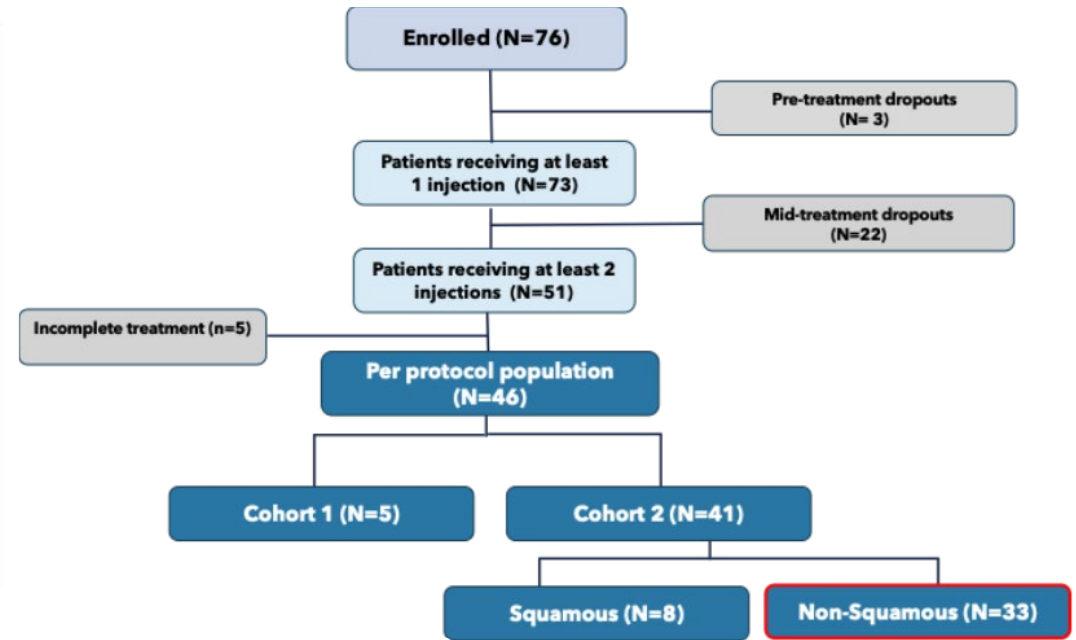 Enrolled (N=76)
Pre-treatment dropouts
(N= 3)
Patients receiving at least
1 injection (N=73)
Mid-treatment dropouts
(N=22)
Patients receiving at least 2
injections (N=51)
Incomplete treatment (n=5)
Per protocol population
(N=46)
Cohort 1 (N=5)
Cohort 2 (N=41)
Squamous (N=8)
Non-Squamous (N=33)